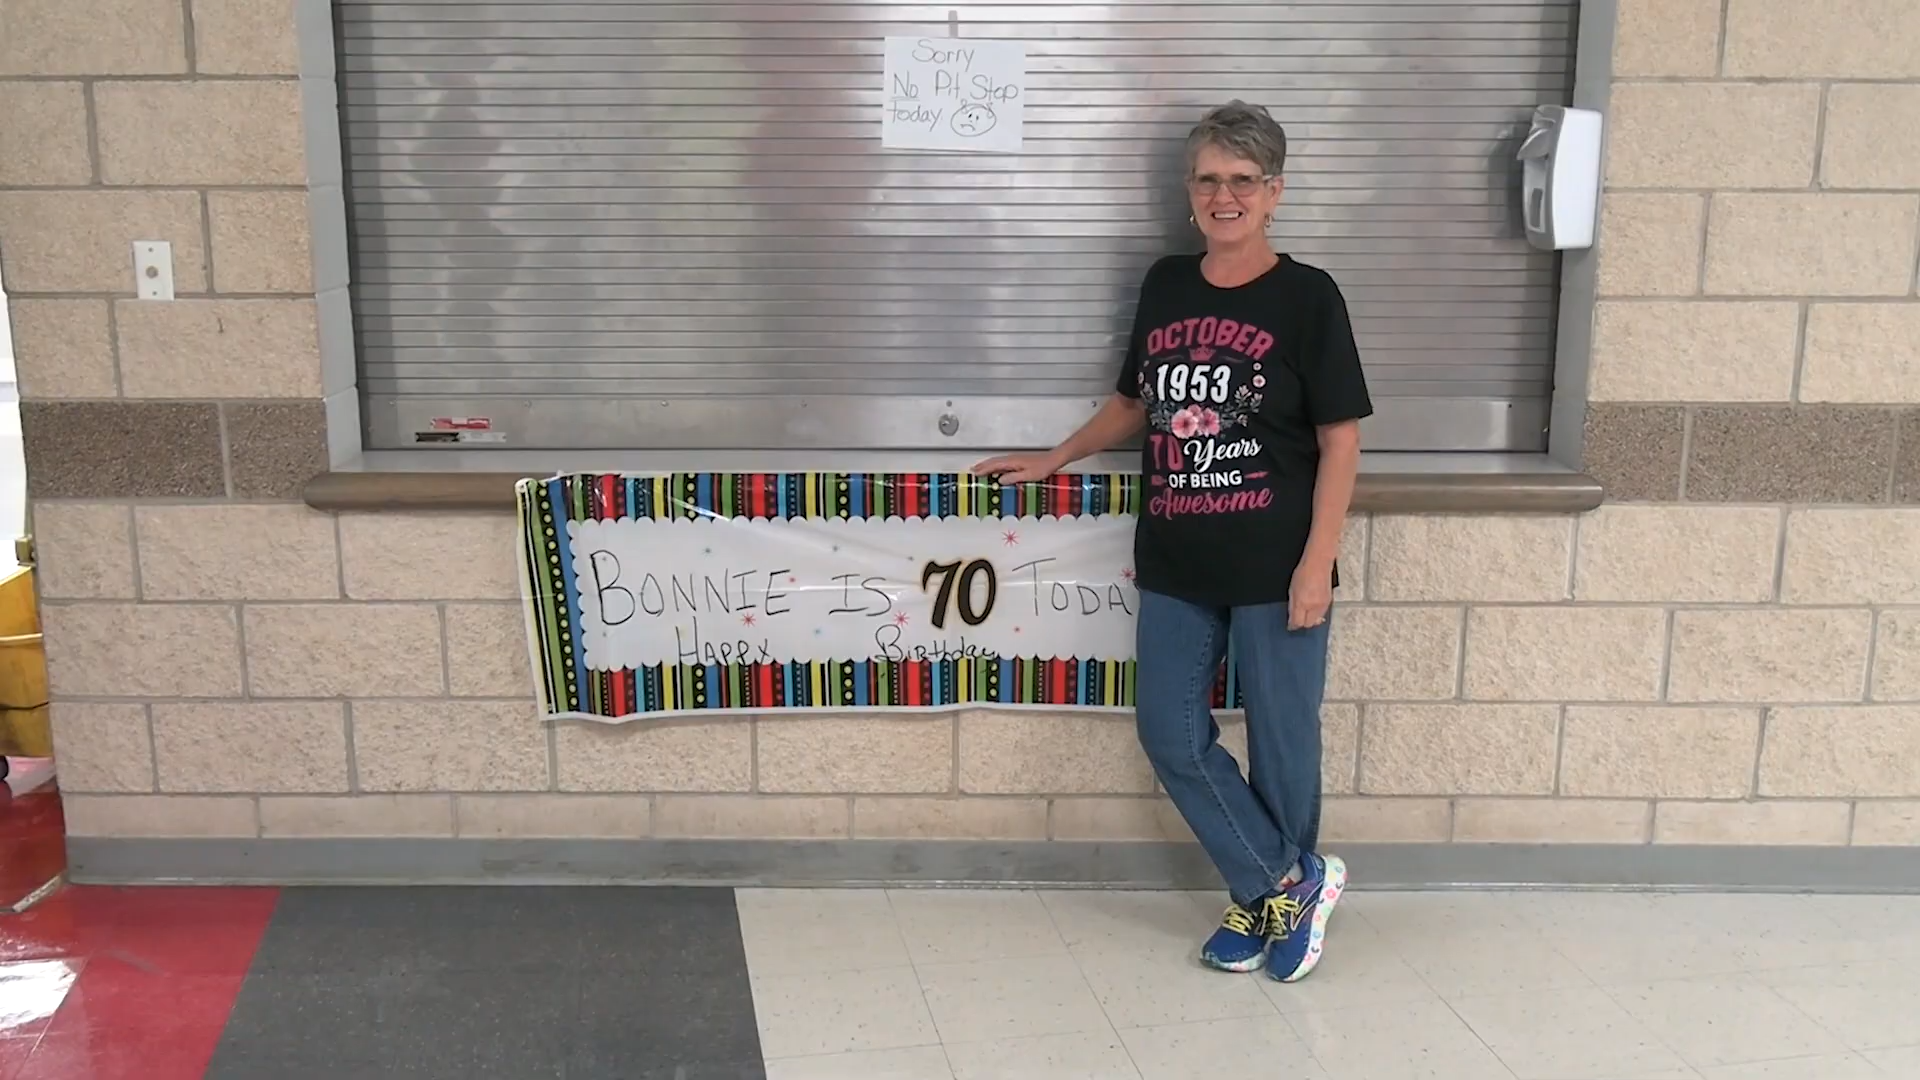 Sorry
No Pit Stop
Today
BONNIE IS 70 TODA
HAPPY Birthday
OCTOBER
1953
70 Years
OF BEING
Awesome